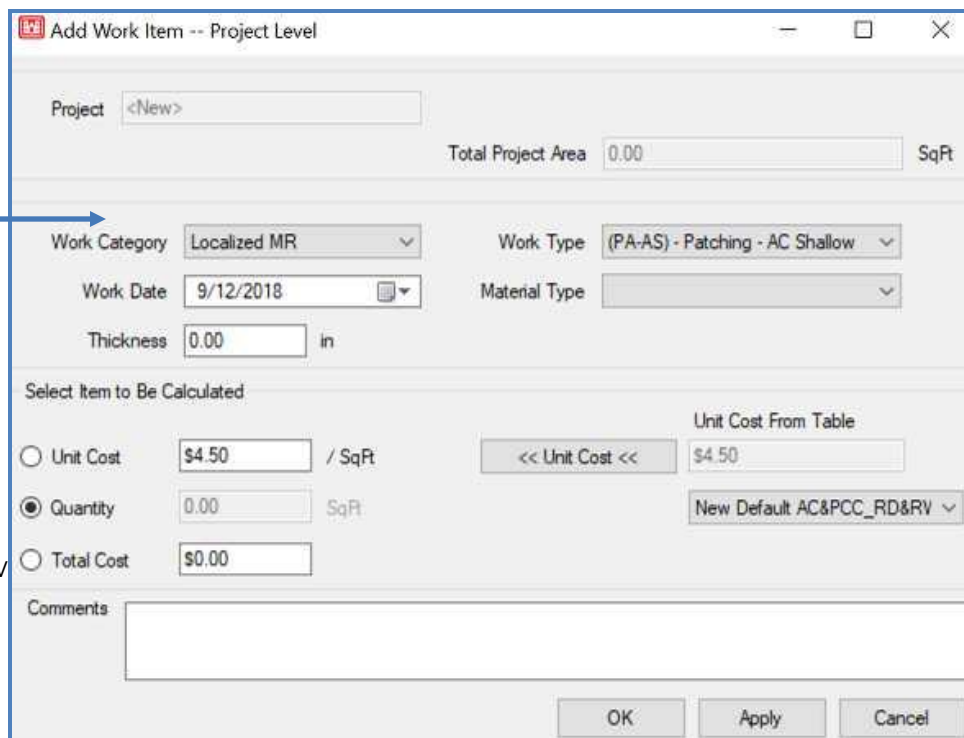 Add Work Item -- Project Level
Project <New>
Total Project Area 0.00 SqFt
Work Category Localized MR Work Type (PA-AS) - Patching - AC Shallow
Work Date 9/12/2018 Material Type
Thickness 0.00 in
Select Item to Be Calculated
Unit Cost From Table
Unit Cost $4.50 / SqFt << Unit Cost << $4.50
Quantity 0.00 SqFt New Default AC&PCC_RD&RV
Total Cost $0.00
Comments
OK Apply Cancel